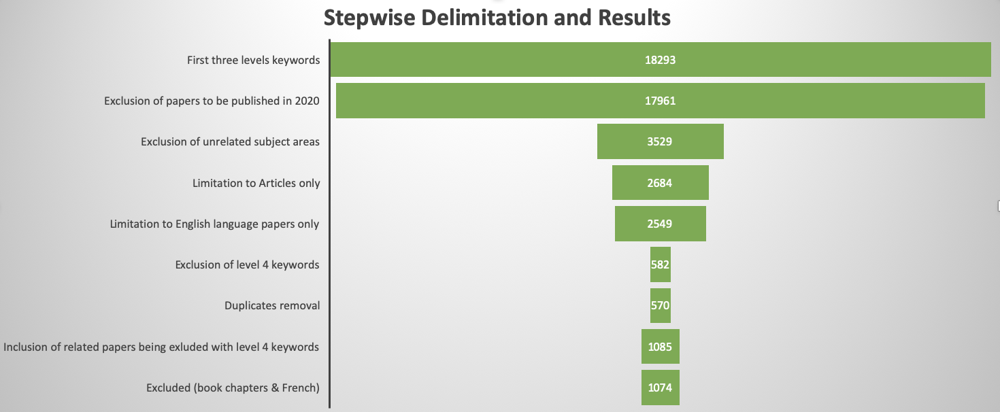 Stepwise Delimitation and Results
First three levels keywords 18293
Exclusion of papers to be published in 2020 17961
Exclusion of unrelated subject areas 3529
Limitation to Articles only 2684
Limitation to English language papers only 2549
Exclusion of level 4 keywords 582
Duplicates removal 570
Inclusion of related papers being exluded with level 4 keywords 1085
Excluded (book chapters & French) 1074